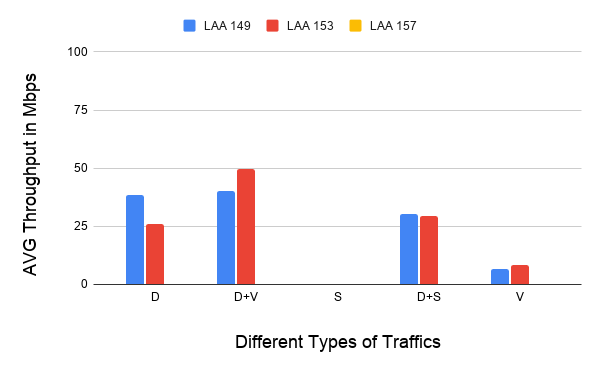 LAA 149 LAA 153 LAA 157
100
75
50
25
0
AVG Throughput in Mbps
D D+V S D+S V
Different Types of Traffics